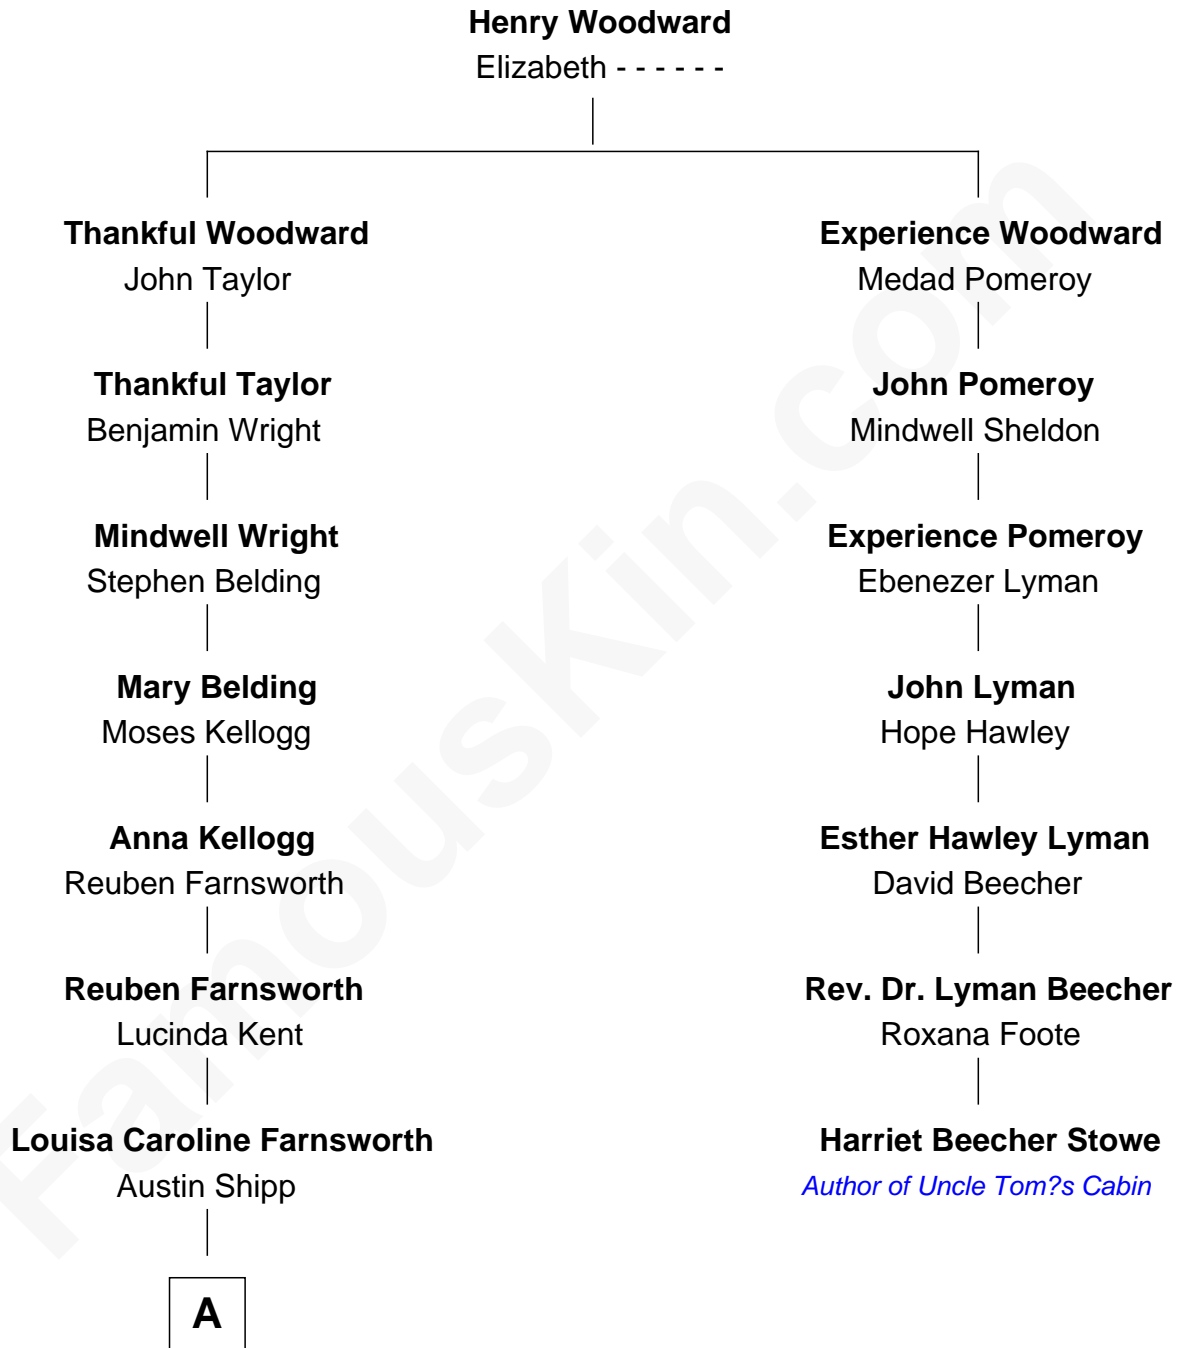 Henry Woodward
Elizabeth - - - - - -
Thankful Woodward
John Taylor
Experience Woodward
Medad Pomeroy
Thankful Taylor
Benjamin Wright
John Pomeroy
Mindwell Sheldon
Mindwell Wright
Stephen Belding
Experience Pomeroy
Ebenezer Lyman
Mary Belding
Moses Kellogg
John Lyman
Hope Hawley
Anna Kellogg
Reuben Farnsworth
Esther Hawley Lyman
David Beecher
Reuben Farnsworth
Lucinda Kent
Rev. Dr. Lyman Beecher
Roxana Foote
Louisa Caroline Farnsworth
Austin Shipp
Harriet Beecher Stowe
Author of Uncle Tom?s Cabin
A
FamousKin.com